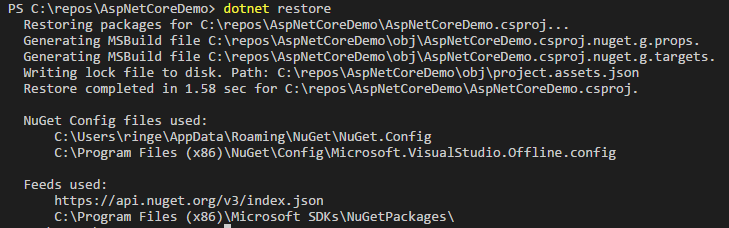 PS C:\repos\AspNetCoreDemo> dotnet restore
Restoring packages for C:\repos\AspNetCoreDemo\AspNetCoreDemo.csproj...
Generating MSBuild file C:\repos\AspNetCoreDemo\obj\AspNetCoreDemo.csproj.nuget.g.props.
Generating MSBuild file C:\repos\AspNetCoreDemo\obj\AspNetCoreDemo.csproj.nuget.g.targets.
Writing lock file to disk. Path: C:\repos\AspNetCoreDemo\obj\project.assets.json
Restore completed in 1.58 sec for C:\repos\AspNetCoreDemo\AspNetCoreDemo.csproj.
NuGet Config files used:
C:\Users\ringe\AppData\Roaming\NuGet\NuGet.Config
C:\Program Files (x86)\NuGet\Config\Microsoft.VisualStudio.Offline.config
Feeds used:
https://api.nuget.org/v3/index.json
C:\Program Files (x86)\Microsoft SDKs\NuGetPackages\